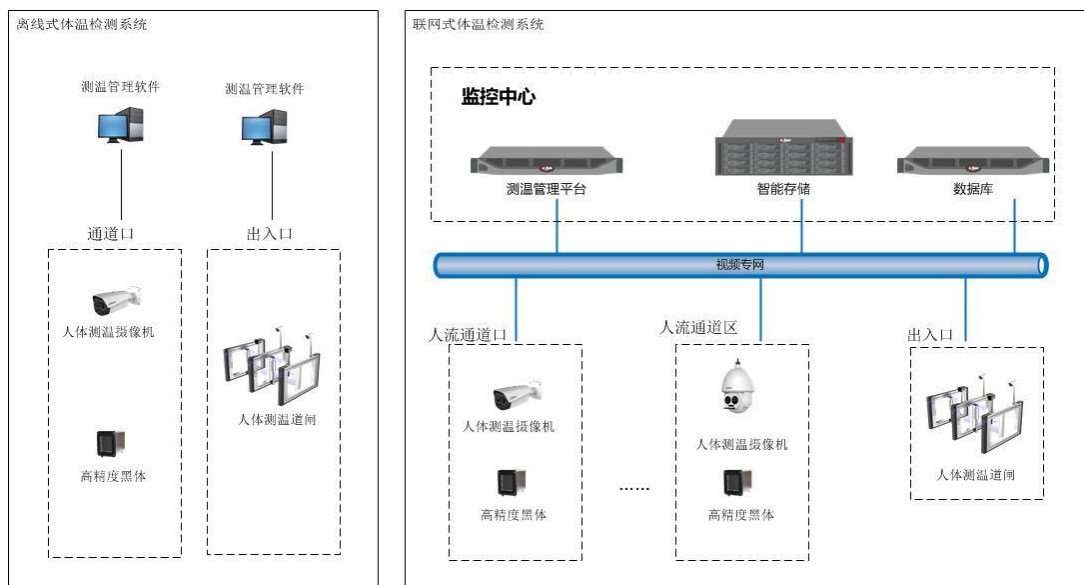 离线式体温检测系统
测温管理软件
测温管理软件
通道口
出入口
人体测温摄像机
人体测温道闸
高精度黑体
联网式体温检测系统
监控中心
测温管理平台
智能存储
数据库
视频专网
人流通道口
人流通道区
出入口
人体测温摄像机
人体测温摄像机
人体测温道闸
......
高精度黑体
高精度黑体